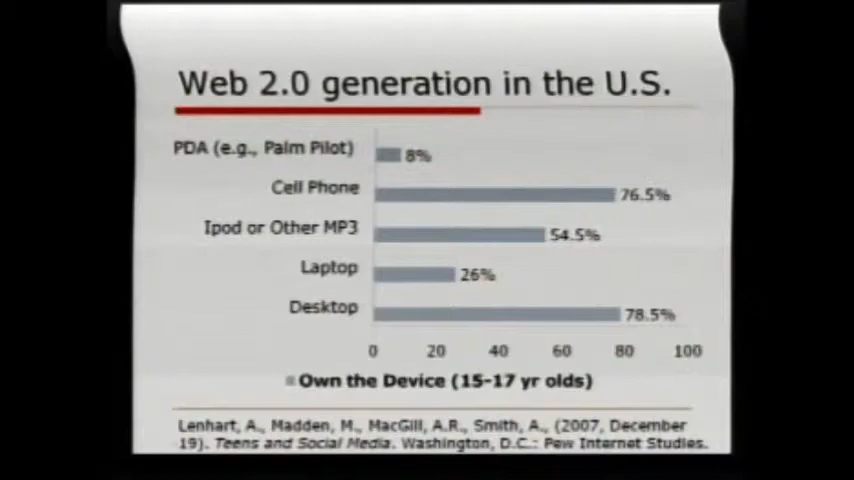 Web 2.0 generation in the U.S.
PDA (e.g., Palm Pilot) 8%
Cell Phone 76.5%
Ipod or Other MP3 54.5%
Laptop 26%
Desktop 78.5%
0 20 40 60 80 100
Own the Device (15-17 yr olds)
Lenhart, A., Madden, M., MacGill, A.R., Smith, A., (2007, December
19). Teens and Social Media. Washington, D.C.: Pew Internet Studies.